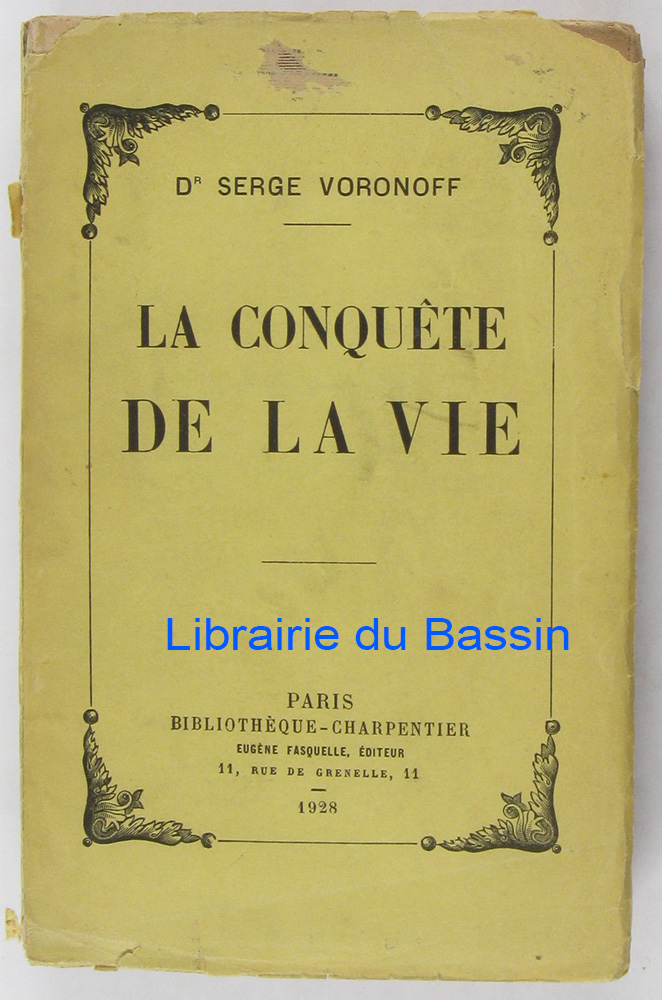 Dʳ SERGE VORONOFF
LA CONQUÊTE
DE LA VIE
Librairie du Bassin
PARIS
BIBLIOTHÈQUE-CHARPENTIER
EUGÈNE FASQUELLE, ÉDITEUR
11, RUE DE GRENELLE, 11
1928